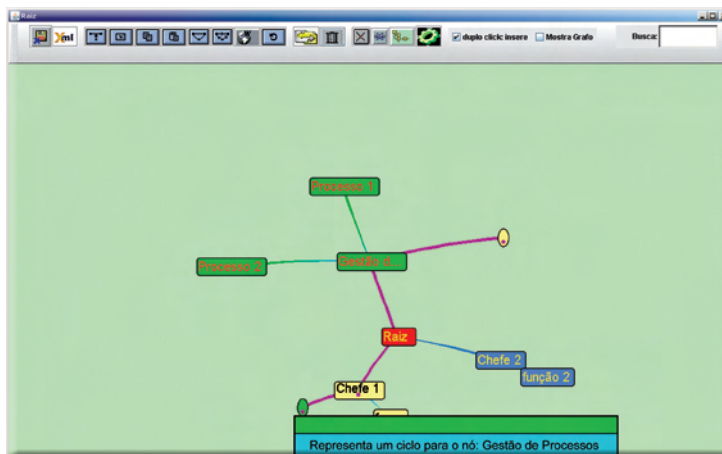 Raiz
Xml
T
duplo click: insere
Mostra Grafo
Busca:
Processo 1
Processo 2
Gestão d...
Raiz
Chefe 2
função 2
Chefe 1
Representa um ciclo para o nó: Gestão de Processos